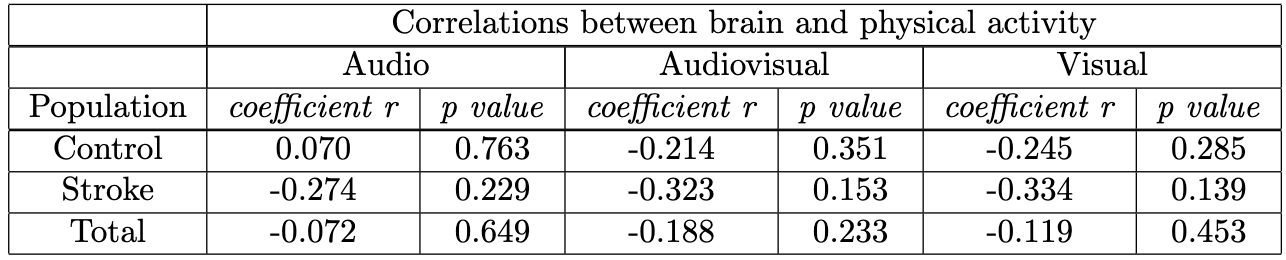 Correlations between brain and physical activity
Audio Audiovisual Visual
Population coefficient r p value coefficient r p value coefficient r p value
Control 0.070 0.763 -0.214 0.351 -0.245 0.285
Stroke -0.274 0.229 -0.323 0.153 -0.334 0.139
Total -0.072 0.649 -0.188 0.233 -0.119 0.453